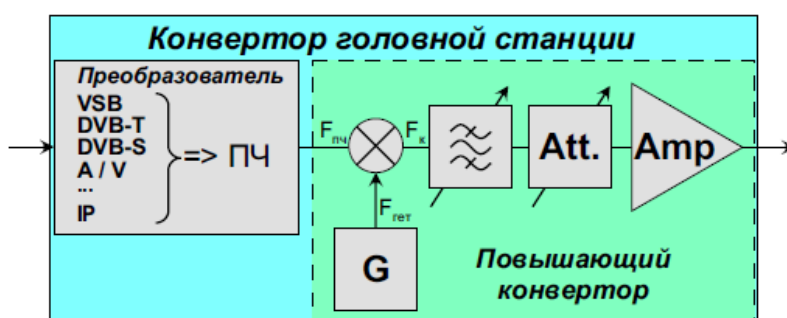 Конвертор головной станции
Преобразователь
VSB
DVB-T
DVB-S
A / V
...
IP
=> ПЧ
Fпч
Fк
Fгет
G
Att.
Amp
Повышающий
конвертор